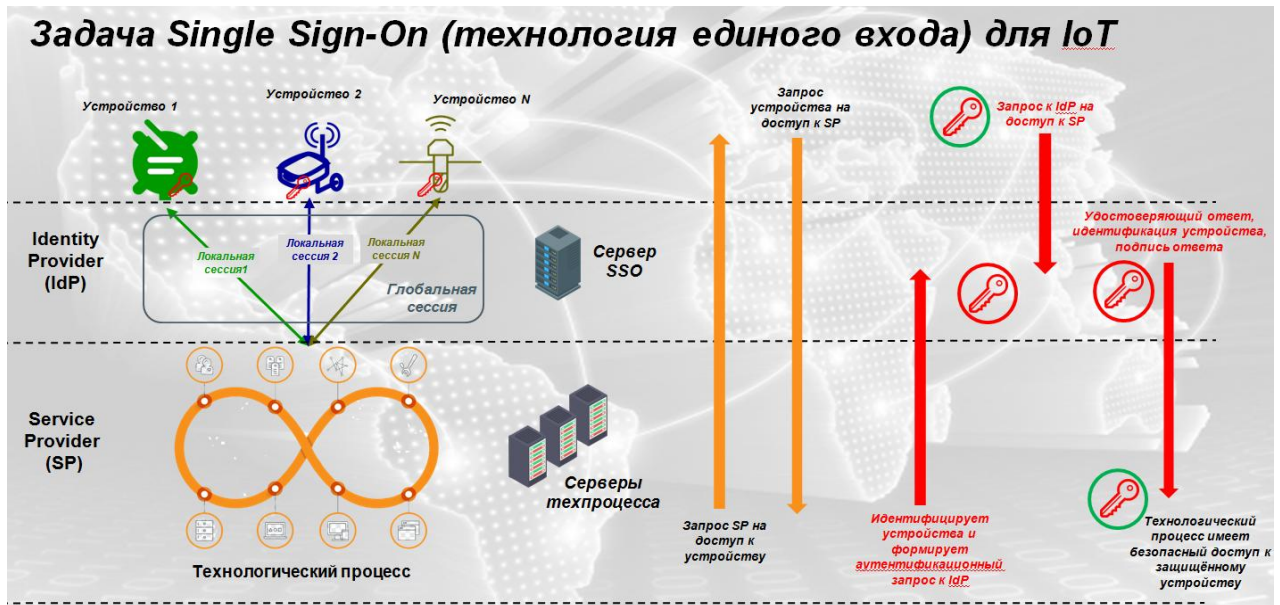 Задача Single Sign-On (технология единого входа) для IoT
Устройство 1
Устройство 2
Устройство N
Запрос
устройства на
доступ к SP
Запрос к IdP на
доступ к SP
Identity
Provider
(IdP)
Локальная
сессия1
Локальная
сессия 2
Локальная
сессия N
Глобальная
сессия
Сервер
SSO
Удостоверяющий ответ,
идентификация устройства,
подпись ответа
Service
Provider
(SP)
Серверы
техпроцесса
Технологический процесс
Запрос SP на
доступ к
устройству
Идентифицирует
устройства и
формирует
аутентификационный
запрос к IdP
Технологический
процесс имеет
безопасный доступ к
защищённому
устройству